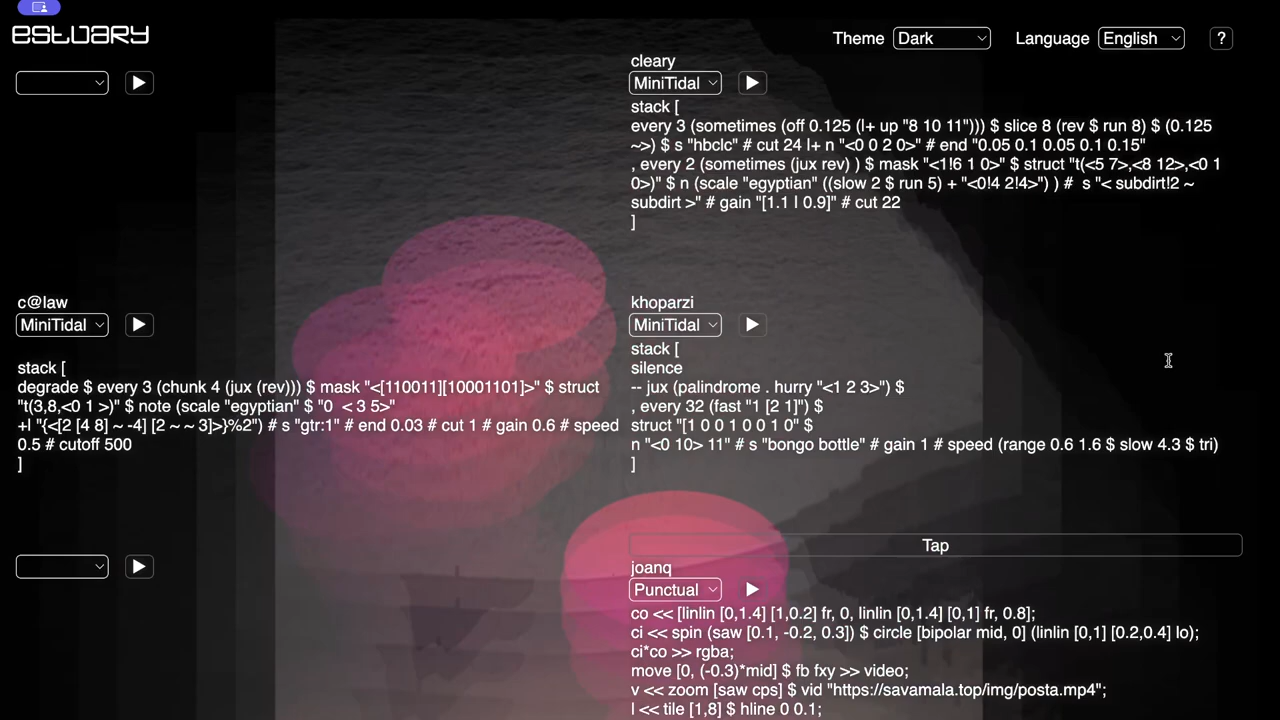 estuary
Theme Dark Language English ?
cleary
MiniTidal
stack [
every 3 (sometimes (off 0.125 (|+ up "8 10 11"))) $ slice 8 (rev $ run 8) $ (0.125
~>) $ s "hbclc" # cut 24 |+ n "<0 0 2 0>" # end "0.05 0.1 0.05 0.1 0.15"
, every 2 (sometimes (jux rev) ) $ mask "<1!6 1 0>" $ struct "t(<5 7>,<8 12>,<0 1
0>)" $ n (scale "egyptian" ((slow 2 $ run 5) + "<0!4 2!4>") ) #  s "< subdirt!2 ~
subdirt >" # gain "[1.1 | 0.9]" # cut 22
]
c@law
MiniTidal
stack [
degrade $ every 3 (chunk 4 (jux (rev))) $ mask "<[110011][10001101]>" $ struct
"t(3,8,<0 1 >)" $ note (scale "egyptian" $ "0  < 3 5>"
+| "{<[2 [4 8] ~ -4] [2 ~ ~ 3]>}%2") # s "gtr:1" # end 0.03 # cut 1 # gain 0.6 # speed
0.5 # cutoff 500
]
khoparzi
MiniTidal
stack [
silence
-- jux (palindrome . hurry "<1 2 3>") $
, every 32 (fast "1 [2 1]") $
struct "[1 0 0 1 0 0 1 0" $
n "<0 10> 11" # s "bongo bottle" # gain 1 # speed (range 0.6 1.6 $ slow 4.3 $ tri)
]
Tap
joanq
Punctual
co << [linlin [0,1.4] [1,0.2] fr, 0, linlin [0,1.4] [0,1] fr, 0.8];
ci << spin (saw [0.1, -0.2, 0.3]) $ circle [bipolar mid, 0] (linlin [0,1] [0.2,0.4] lo);
ci*co >> rgba;
move [0, (-0.3)*mid] $ fb fxy >> video;
v << zoom [saw cps] $ vid "https://savamala.top/img/posta.mp4";
l << tile [1,8] $ hline 0 0.1;